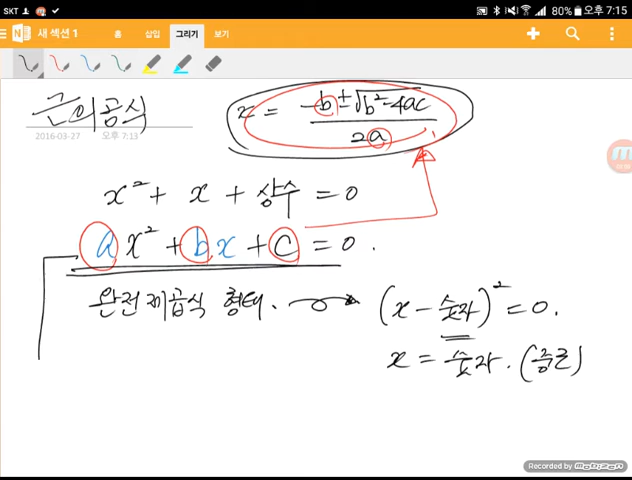 SKT 80% 오후 7:15
새 섹션 1 홈 삽입 그리기 보기
근의공식
2016-03-27 오후 7:13
x = -b±√b²-4ac / 2a
x² + x + 상수 = 0
ax² + bx + c = 0.
완전제곱식 형태. (x - 숫자)² = 0.
x = 숫자. (중근)
Recorded by mobizen